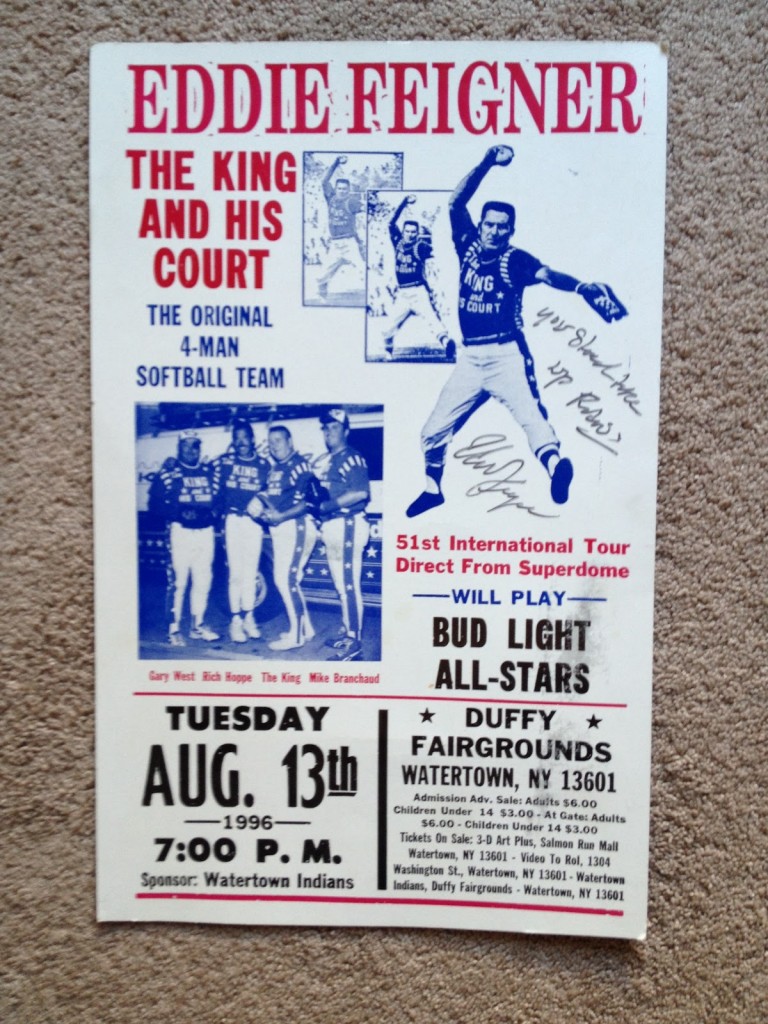 EDDIE FEIGNER
THE KING
AND HIS
COURT
THE ORIGINAL
4-MAN
SOFTBALL TEAM
THE
KING
and
HIS COURT
KING
KING
Gary West Rich Hoppe The King Mike Branchaud
51st International Tour
Direct From Superdome
WILL PLAY
BUD LIGHT
ALL-STARS
TUESDAY
AUG. 13th
1996
7:00 P. M.
Sponsor: Watertown Indians
★ DUFFY ★
FAIRGROUNDS
WATERTOWN, NY 13601
Admission Adv. Sale: Adults $6.00
Children Under 14 $3.00 - At Gate: Adults
$6.00 - Children Under 14 $3.00
Tickets On Sale: 3-D Art Plus, Salmon Run Mall
Watertown, NY 13601 - Video To Rol, 1304
Washington St., Watertown, NY 13601 - Watertown
Indians, Duffy Fairgrounds - Watertown, NY 13601